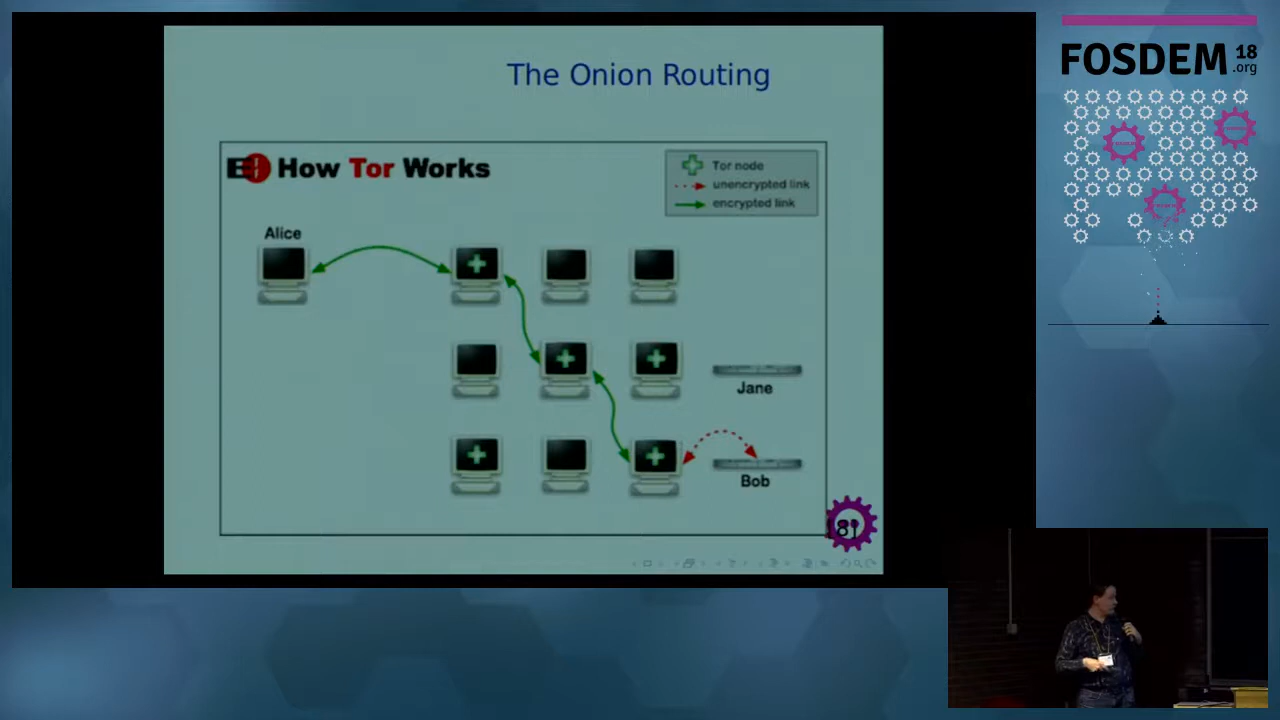 The Onion Routing
How Tor Works
Tor node
unencrypted link
encrypted link
Alice
Jane
Bob
FOSDEM 18
.org